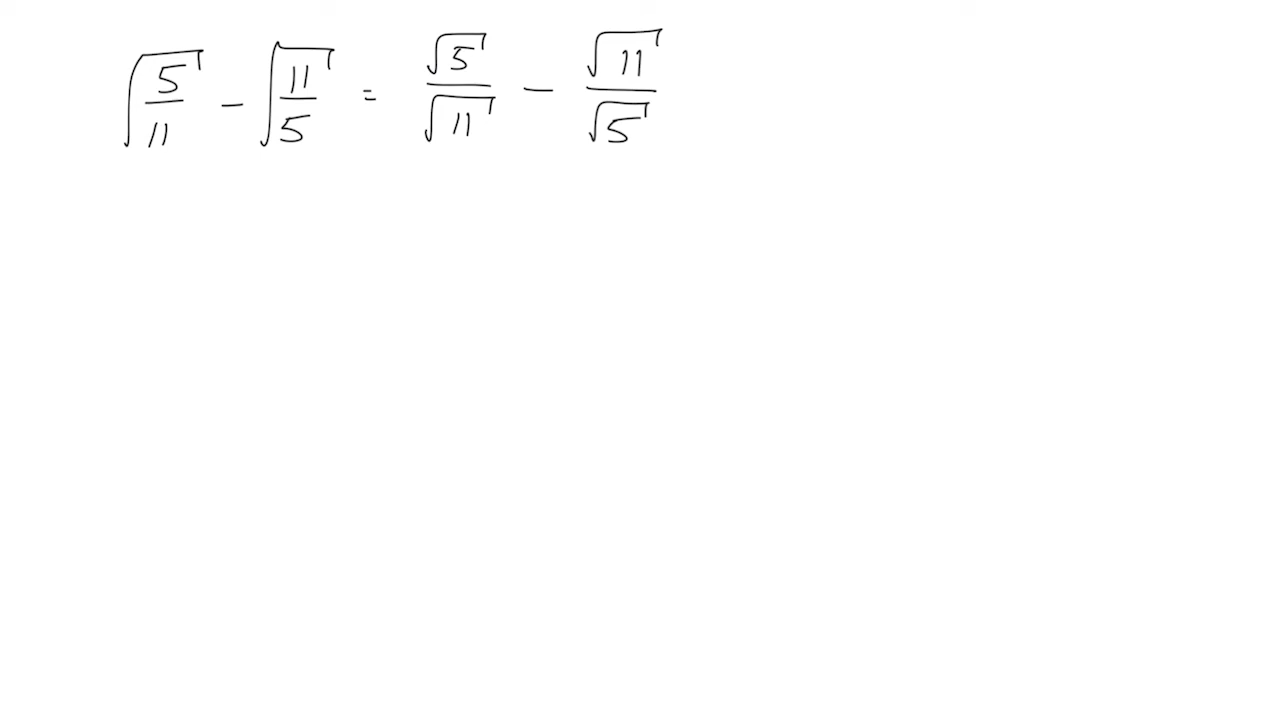 √(5/11) - √(11/5) = √5/√11 - √11/√5